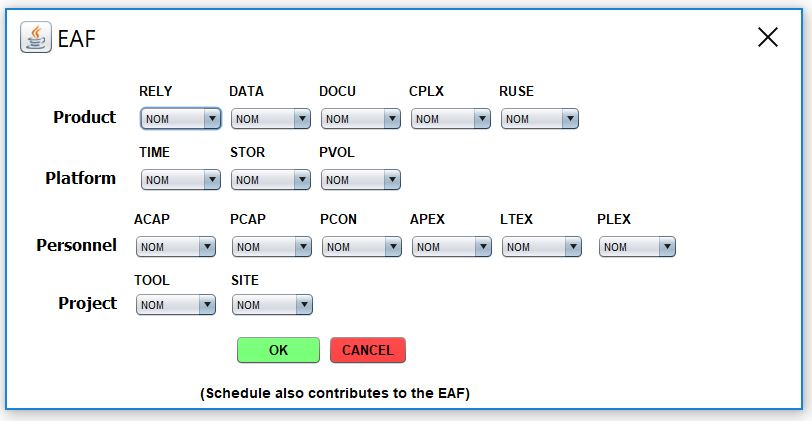 EAF
RELY DATA DOCU CPLX RUSE
Product NOM NOM NOM NOM NOM
TIME STOR PVOL
Platform NOM NOM NOM
ACAP PCAP PCON APEX LTEX PLEX
Personnel NOM NOM NOM NOM NOM NOM
TOOL SITE
Project NOM NOM
OK CANCEL
(Schedule also contributes to the EAF)